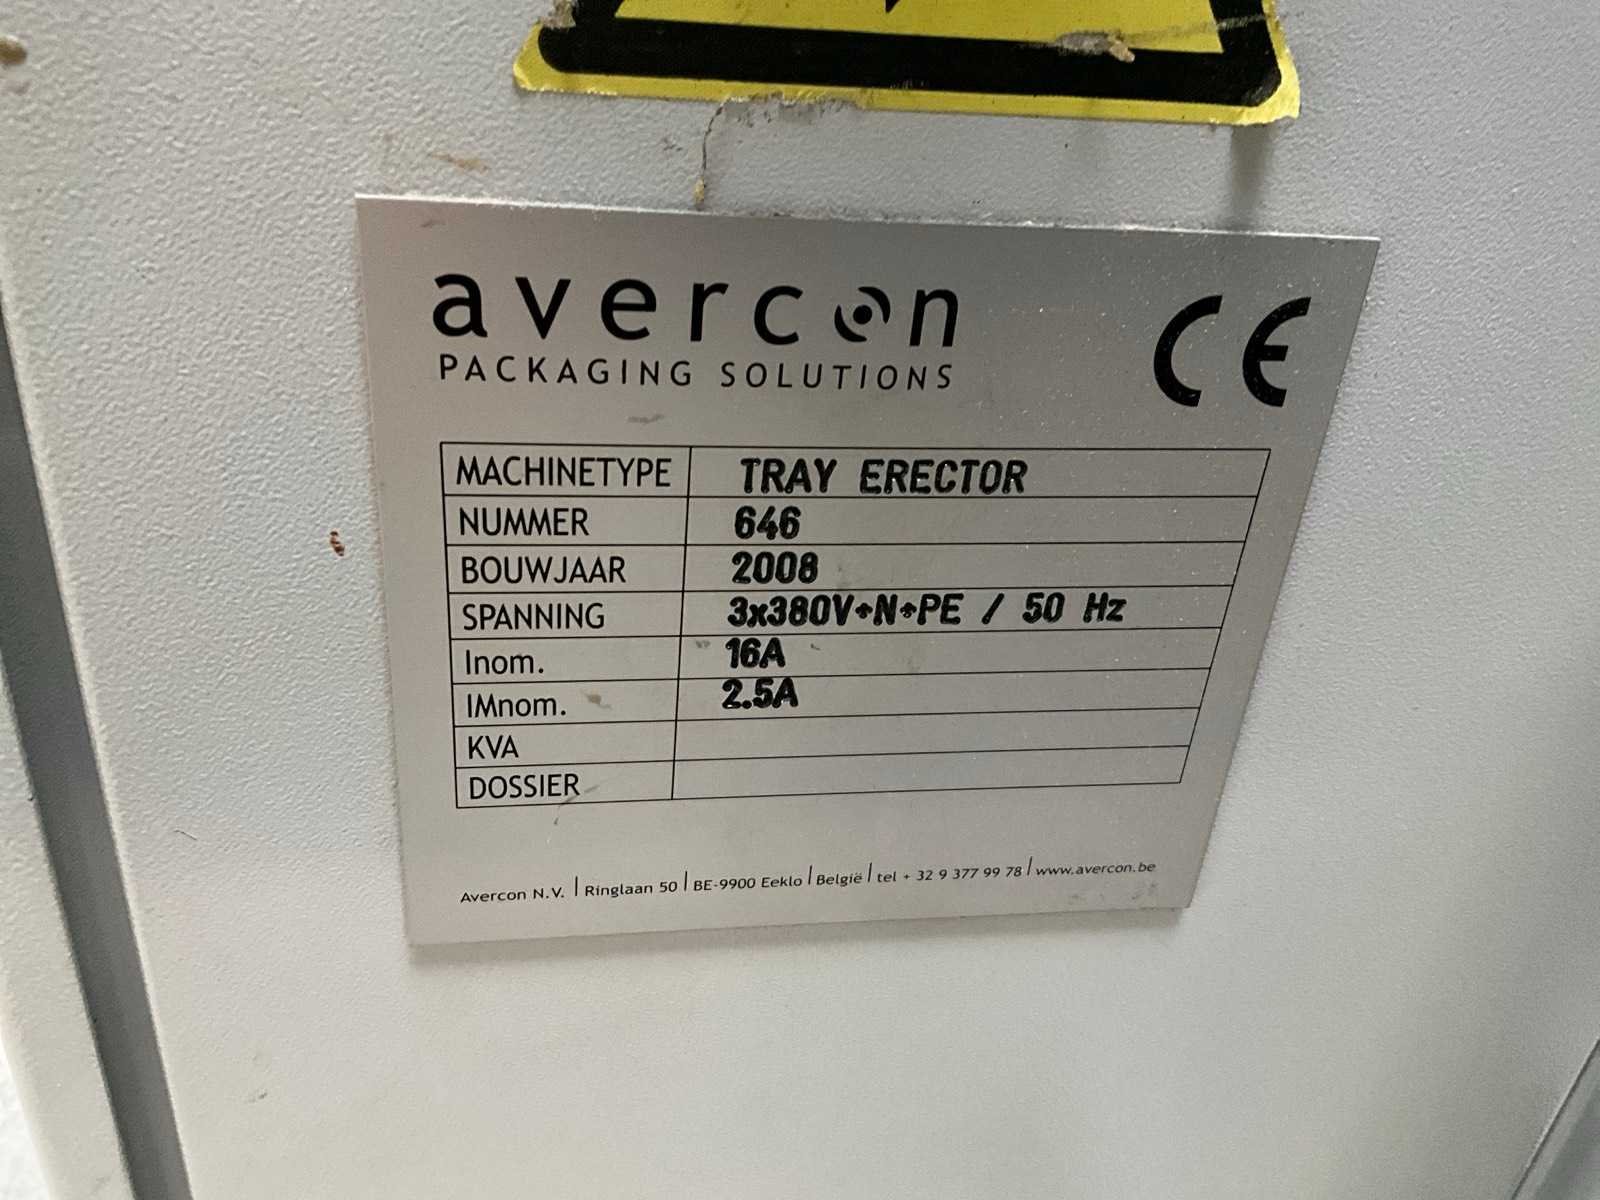 avercon
PACKAGING SOLUTIONS
CE
MACHINETYPE TRAY ERECTOR
NUMMER 646
BOUWJAAR 2008
SPANNING 3x380V+N+PE / 50 Hz
Inom. 16A
IMnom. 2.5A
KVA
DOSSIER
Avercon N.V. | Ringlaan 50 | BE-9900 Eeklo | België | tel + 32 9 377 99 78 | www.avercon.be